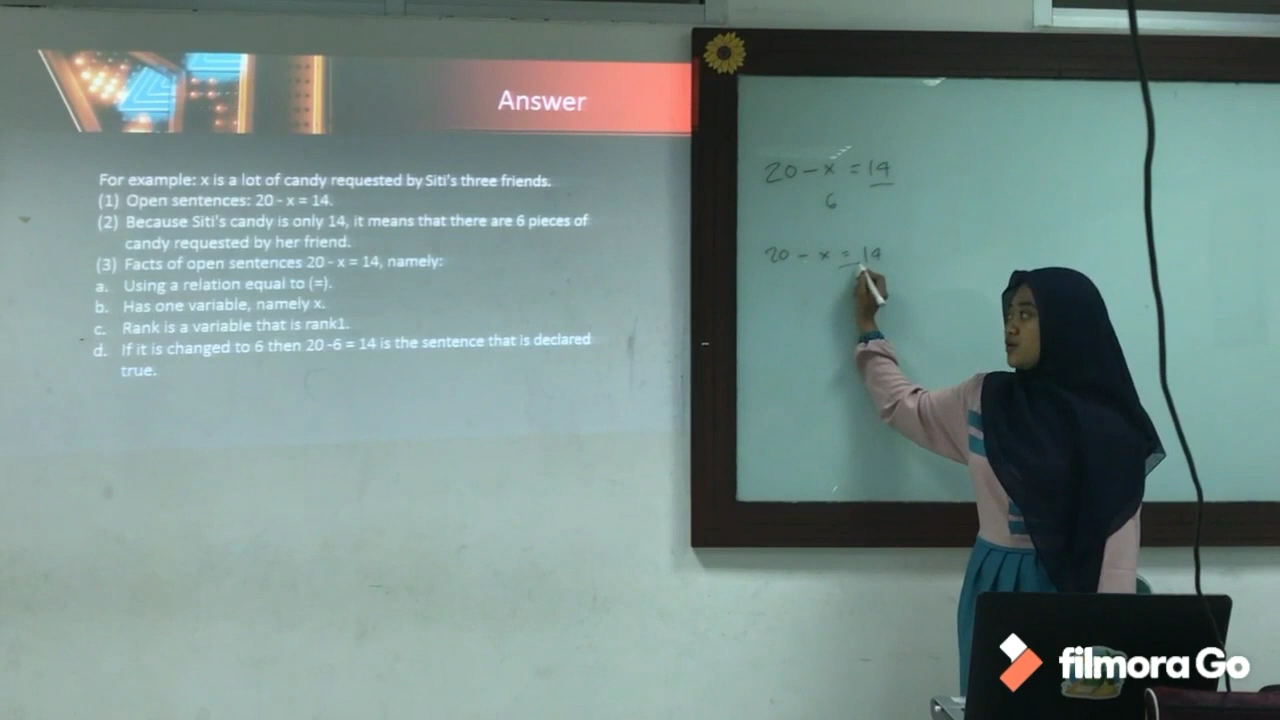 Answer
For example: x is a lot of candy requested by Siti's three friends.
(1) Open sentences: 20 - x = 14.
(2) Because Siti's candy is only 14, it means that there are 6 pieces of
candy requested by her friend.
(3) Facts of open sentences 20 - x = 14, namely:
a. Using a relation equal to (=).
b. Has one variable, namely x.
c. Rank is a variable that is rank1.
d. If it is changed to 6 then 20 -6 = 14 is the sentence that is declared
true.
20 - x = 14
6
20 - x = 14
filmora Go